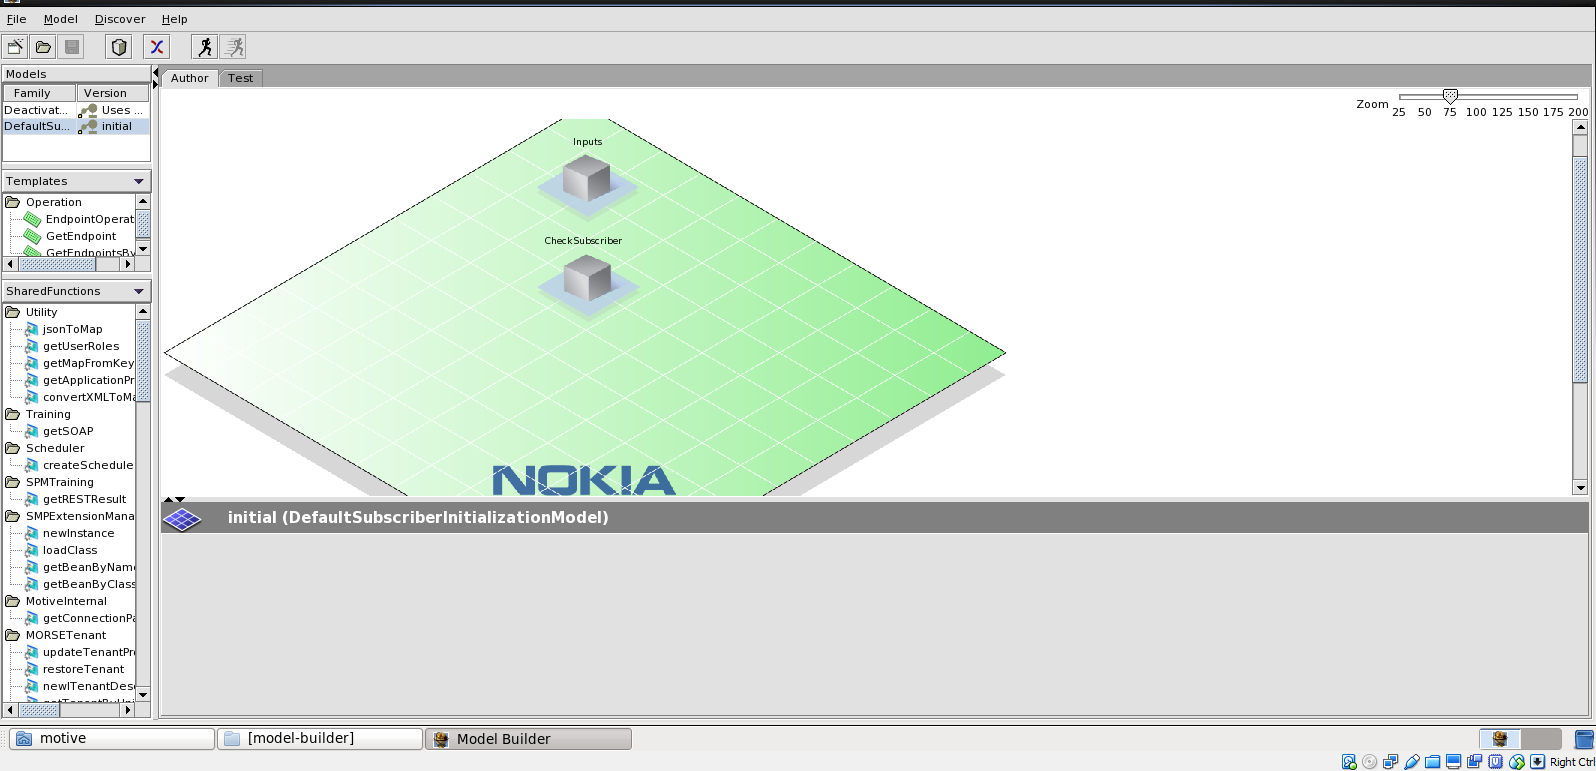 File Model Discover Help
Models
Family Version
Deactivat... Uses ...
DefaultSu... initial
Templates
Operation
EndpointOperat
GetEndpoint
GetEndpointsBy
SharedFunctions
Utility
jsonToMap
getUserRoles
getMapFromKey
getApplicationPr
convertXMLToMa
Training
getSOAP
Scheduler
createSchedule
SPMTraining
getRESTResult
SMPExtensionMana
newInstance
loadClass
getBeanByName
getBeanByClass
MotiveInternal
getConnectionPa
MORSETenant
updateTenantPr
restoreTenant
newITenantDes
getTenantByUni
Author Test
Zoom
25 50 75 100 125 150 175 200
Inputs
CheckSubscriber
NOKIA
initial (DefaultSubscriberInitializationModel)
motive [model-builder] Model Builder
Right Ctrl